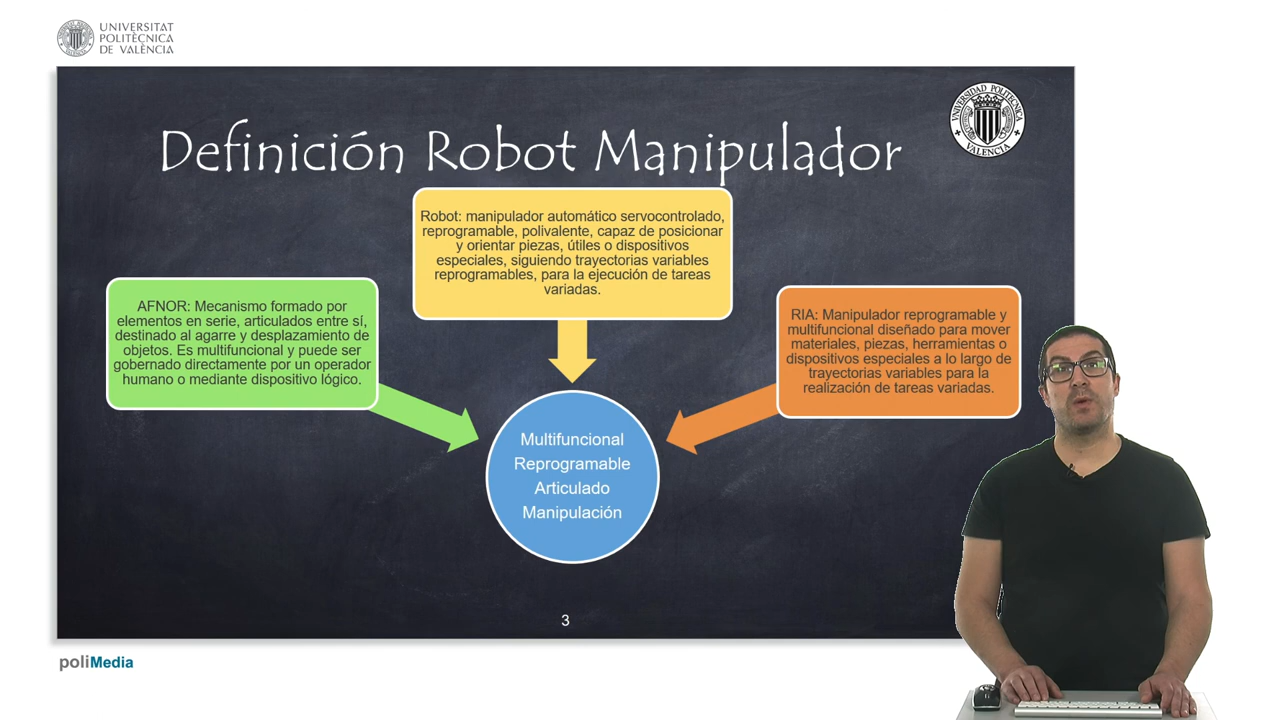 UNIVERSITAT
POLITÈCNICA
DE VALÈNCIA
UNIVERSIDAD POLITECNICA
VALENCIA
Definición Robot Manipulador
Robot: manipulador automático servocontrolado,
reprogramable, polivalente, capaz de posicionar
y orientar piezas, útiles o dispositivos
especiales, siguiendo trayectorias variables
reprogramables, para la ejecución de tareas
variadas.
AFNOR: Mecanismo formado por
elementos en serie, articulados entre sí,
destinado al agarre y desplazamiento de
objetos. Es multifuncional y puede ser
gobernado directamente por un operador
humano o mediante dispositivo lógico.
RIA: Manipulador reprogramable y
multifuncional diseñado para mover
materiales, piezas, herramientas o
dispositivos especiales a lo largo de
trayectorias variables para la
realización de tareas variadas.
Multifuncional
Reprogramable
Articulado
Manipulación
3
poliMedia